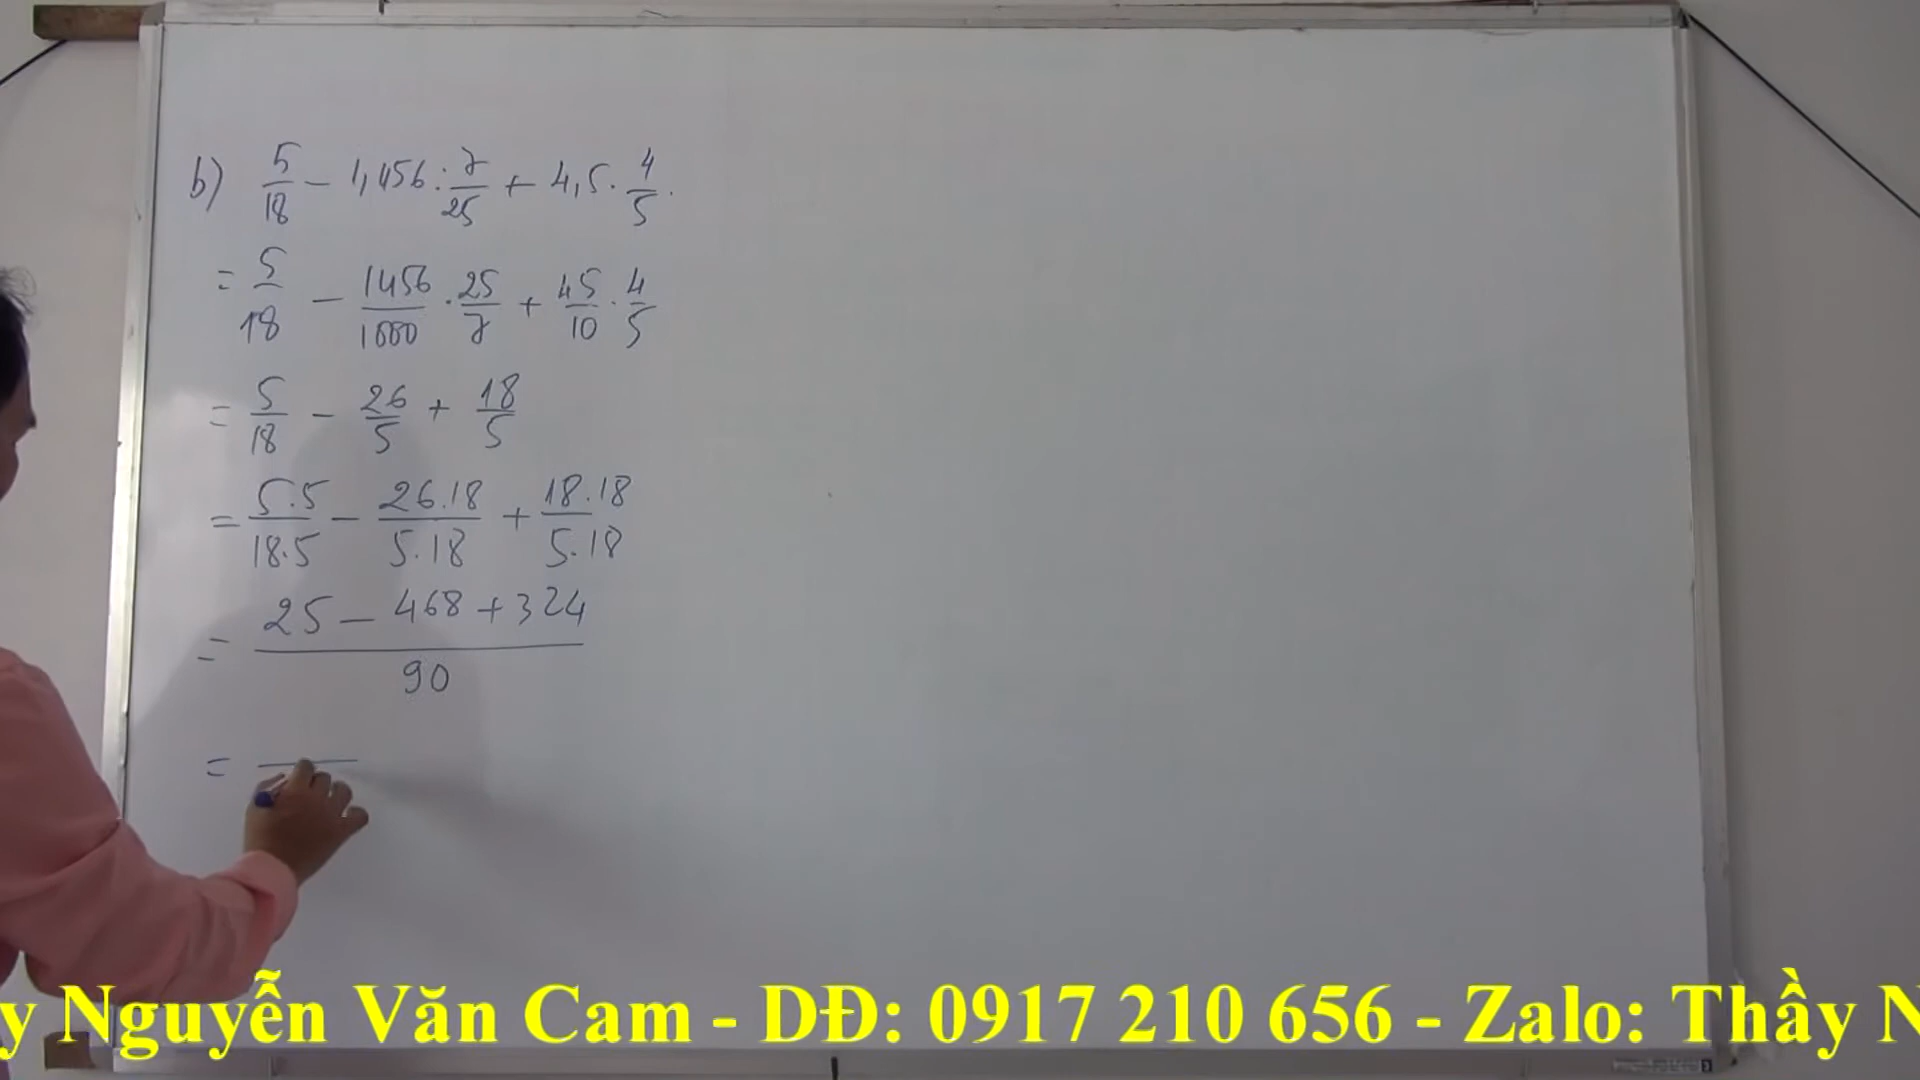 b) 5/18 - 1,456 : 7/25 + 4,5 . 4/5 .
= 5/18 - 1456/1000 . 25/7 + 45/10 . 4/5
= 5/18 - 26/5 + 18/5
= 5.5/18.5 - 26.18/5.18 + 18.18/5.18
= 25 - 468 + 324/90
=
y Nguyễn Văn Cam - DĐ: 0917 210 656 - Zalo: Thầy N